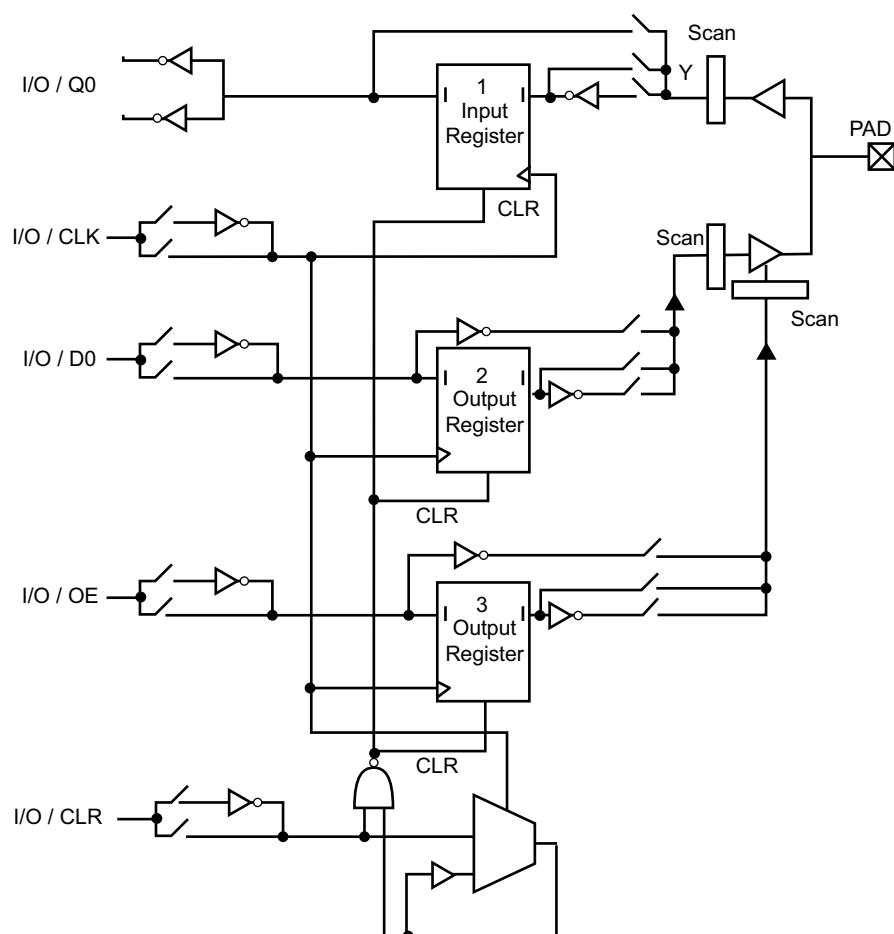 Scan
I/O / Q0
1
I
I
Input
Register
Y
PAD
CLR
I/O / CLK
Scan
Scan
I/O / D0
2
I
I
Output
Register
CLR
I/O / OE
3
I
I
Output
Register
CLR
I/O / CLR